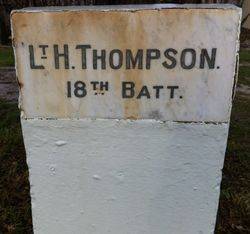 LT H. THOMPSON.
18TH BATT.